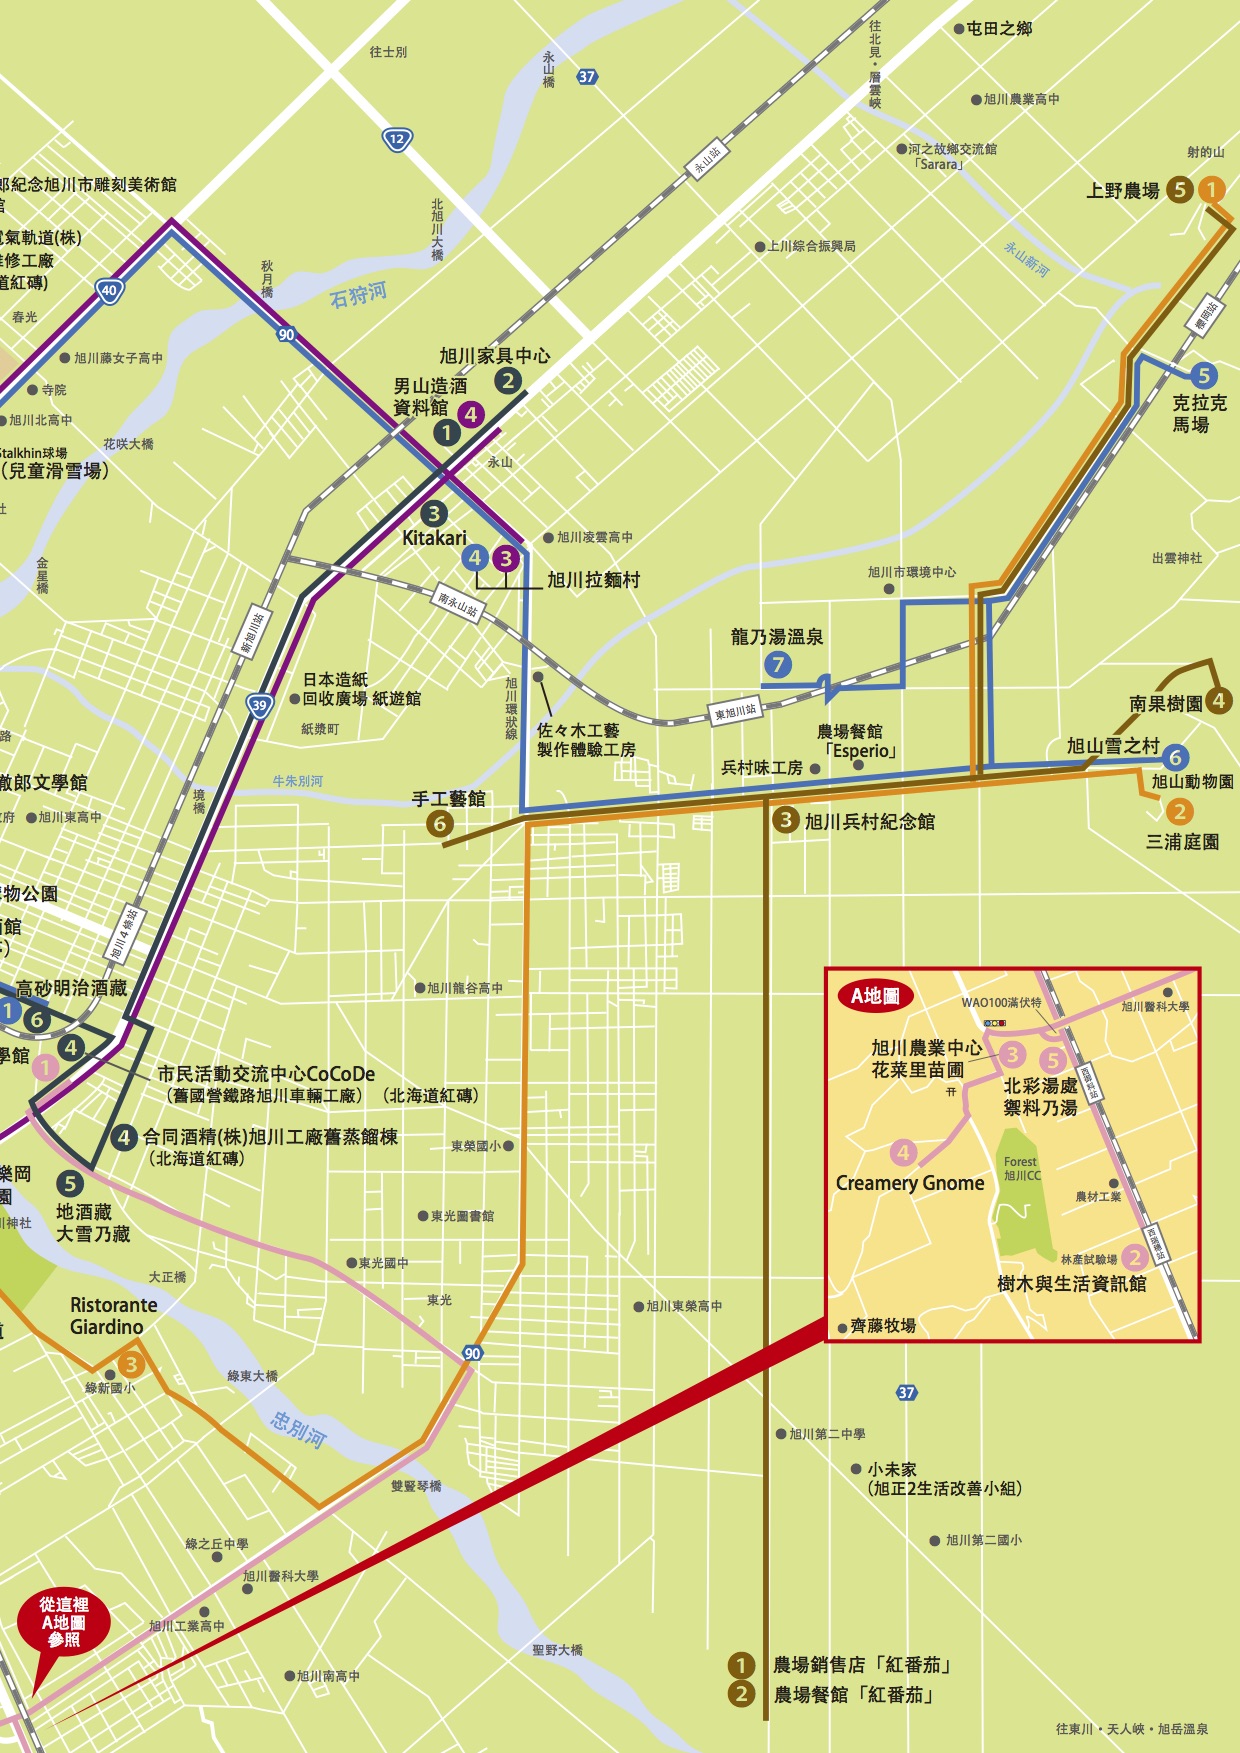 往士別
永山橋
37
往北見・層雲峽
屯田之鄉
旭川農業高中
12
永山站
河之故鄉交流館
「Sarara」
射的山
上野農場 5 1
郎紀念旭川市雕刻美術館
館
北旭川大橋
電氣軌道(株)
維修工廠
道紅磚)
40
秋月橋
石狩河
上川綜合振興局
永山新河
春光
90
櫻岡站
旭川藤女子高中
旭川家具中心
2
寺院
男山造酒
資料館 4
1
5
克拉克
馬場
旭川北高中
花咲大橋
Stalkhin球場
(兒童滑雪場)
永山
社
3
Kitakari
旭川凌雲高中
4 3
旭川拉麵村
金星橋
出雲神社
旭川市環境中心
南永山站
新旭川站
龍乃湯溫泉
7
日本造紙
回收廣場 紙遊館
39
紙漿町
旭川環狀線
佐々木工藝
製作體驗工房
東旭川站
南果樹園 4
路
農場餐館
「Esperio」
旭山雪之村 6
兵村味工房
徹郎文學館
牛朱別河
旭山動物園
手工藝館
6
境橋
府
旭川東高中
3 旭川兵村紀念館
2
三浦庭園
物公園
館
旭川4條站
高砂明治酒藏
1 6
旭川龍谷高中
學館
4
1
市民活動交流中心CoCoDe
(舊國營鐵路旭川車輛工廠)(北海道紅磚)
4 合同酒精(株)旭川工廠舊蒸餾棟
(北海道紅磚)
東榮國小
樂岡
園
5
地酒藏
大雪乃藏
川神社
東光圖書館
大正橋
東光國中
A地圖
WAO100滿伏特
旭川醫科大學
旭川農業中心
花菜里苗圃
3
5
北彩湯處
禦料乃湯
西御料站
4
Creamery Gnome
Forest
旭川CC
農材工業
西瑞穗站
林產試驗場 2
樹木與生活資訊館
齊藤牧場
Ristorante
Giardino
東光
旭川東榮高中
道
3
90
綠新國小
綠東大橋
37
忠別河
旭川第二中學
小未家
(旭正2生活改善小組)
雙豎琴橋
旭川第二國小
綠之丘中學
旭川醫科大學
從這裡
A地圖
參照
旭川工業高中
聖野大橋
旭川南高中
1 農場銷售店「紅番茄」
2 農場餐館「紅番茄」
往東川・天人峽・旭岳溫泉